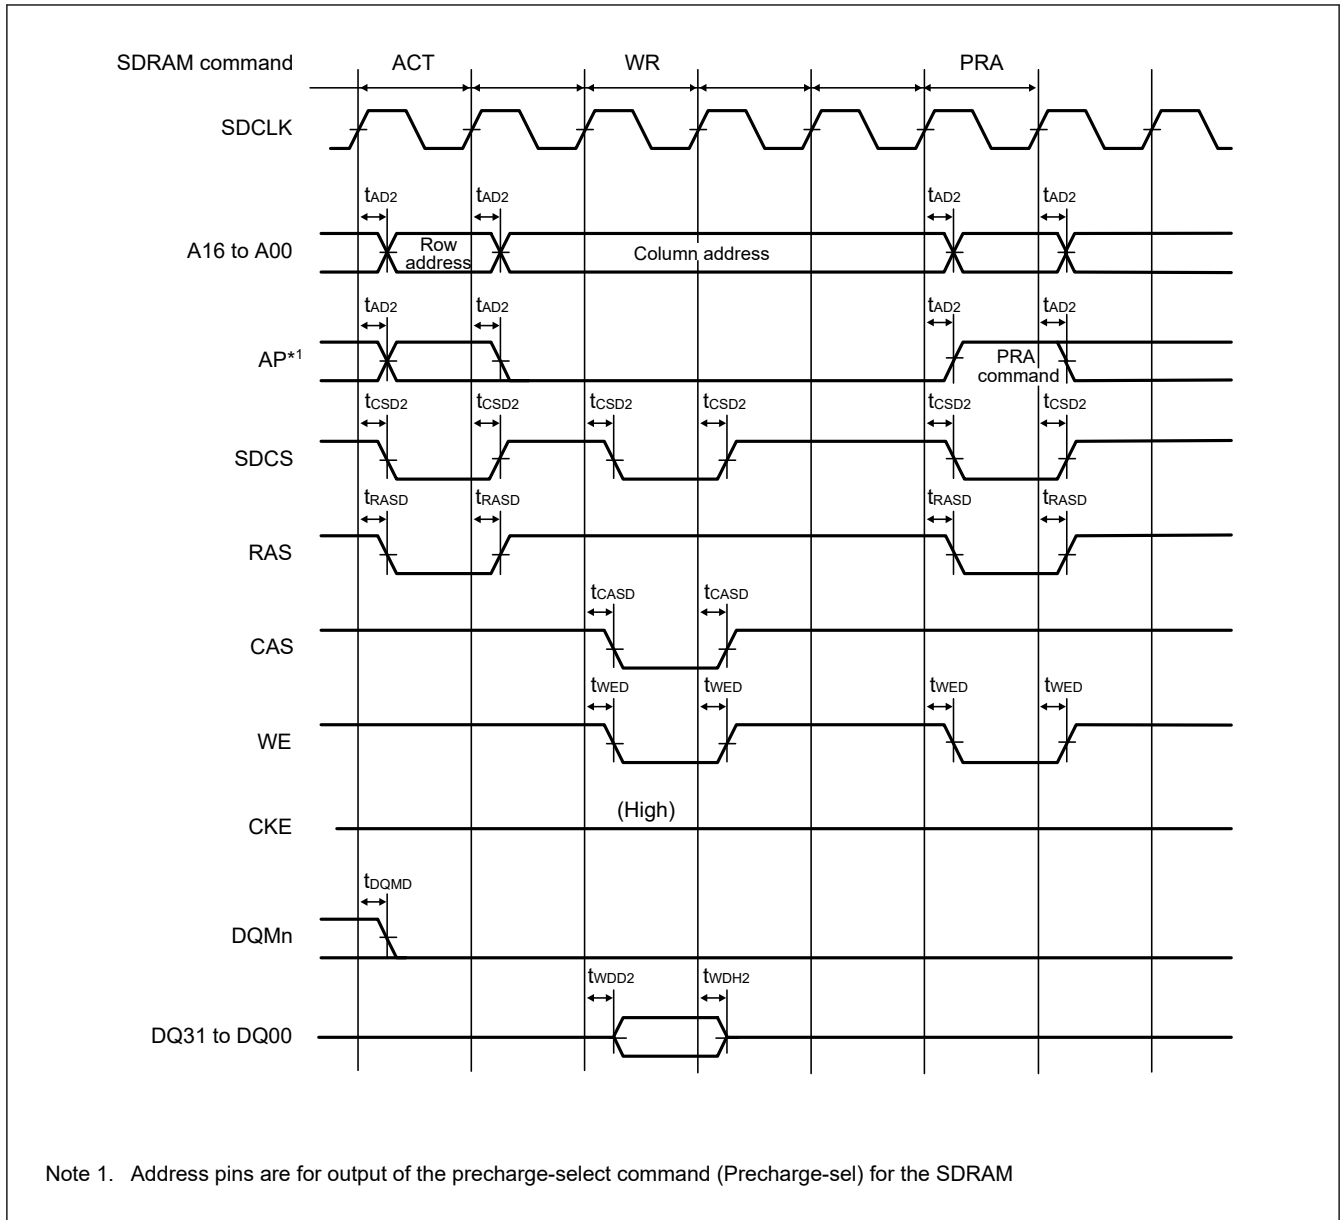 SDRAM command ACT WR PRA
SDCLK
tAD2 tAD2 tAD2 tAD2
A16 to A00 Row address Column address
tAD2 tAD2 tAD2 tAD2
AP*1 PRA command
tCSD2 tCSD2 tCSD2 tCSD2 tCSD2 tCSD2
SDCS
tRASD tRASD tRASD tRASD
RAS
tCASD tCASD
CAS
tWED tWED tWED tWED
WE
(High)
CKE
tDQMD
DQMn
tWDD2 tWDH2
DQ31 to DQ00
Note 1. Address pins are for output of the precharge-select command (Precharge-sel) for the SDRAM